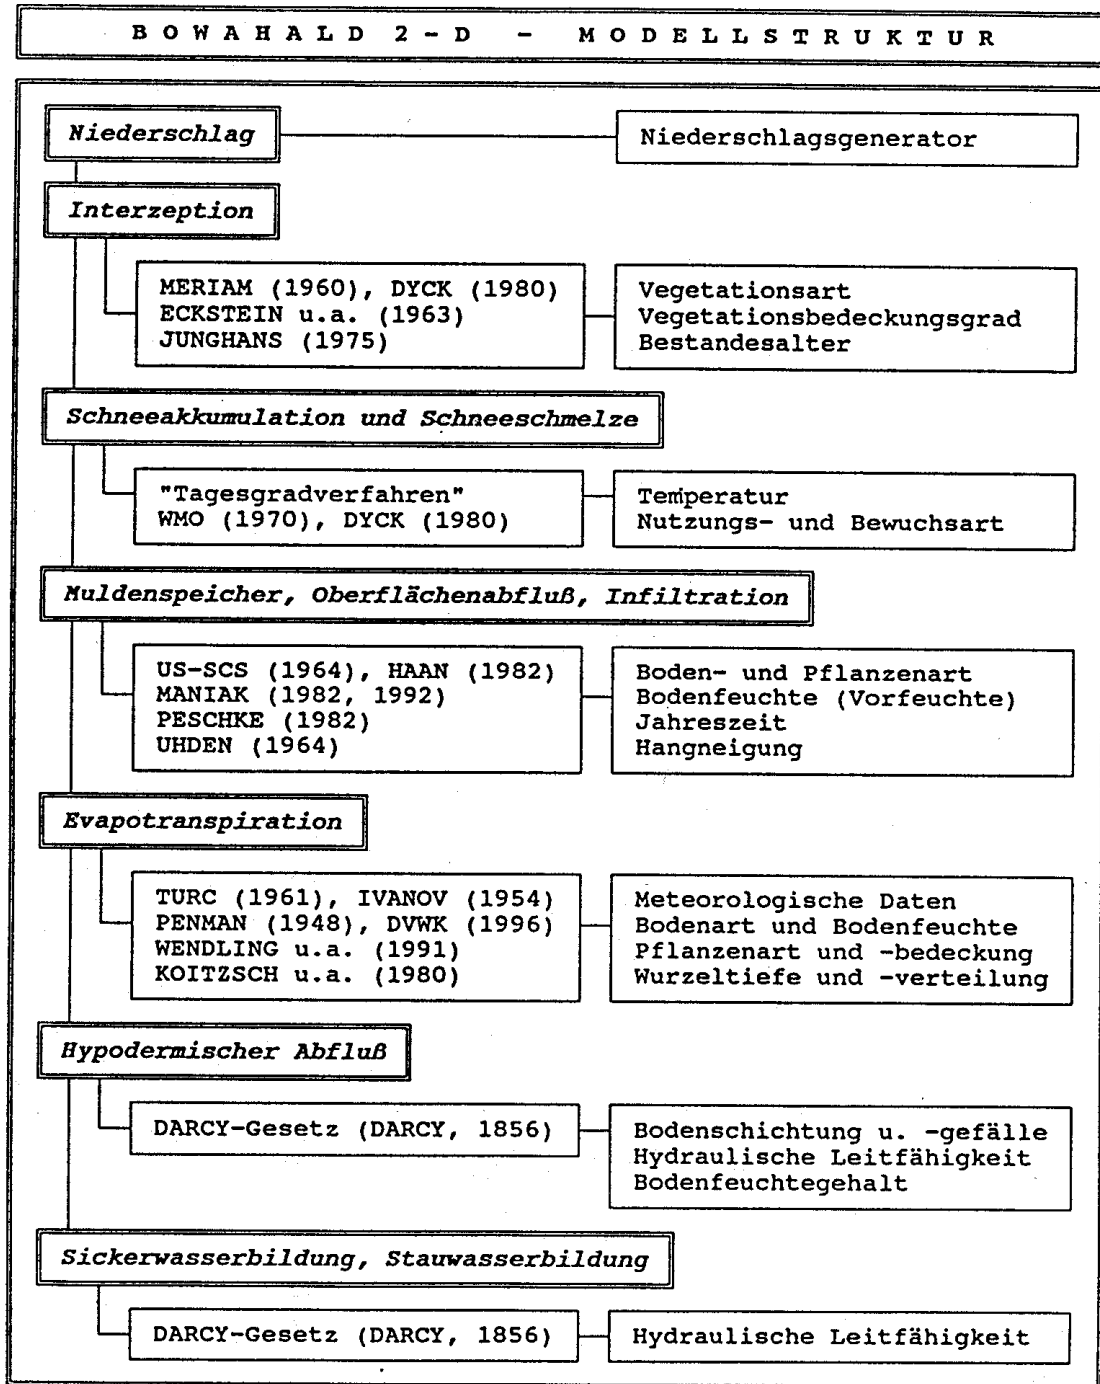 BOWAHALD 2-D - MODELLSTRUKTUR
Niederschlag
Niederschlagsgenerator
Interzeption
MERIAM (1960), DYCK (1980)
ECKSTEIN u.a. (1963)
JUNGHANS (1975)
Vegetationsart
Vegetationsbedeckungsgrad
Bestandesalter
Schneeakkumulation und Schneeschmelze
"Tagesgradverfahren"
WMO (1970), DYCK (1980)
Temperatur
Nutzungs- und Bewuchsart
Muldenspeicher, Oberflächenabfluß, Infiltration
US-SCS (1964), HAAN (1982)
MANIAK (1982, 1992)
PESCHKE (1982)
UHDEN (1964)
Boden- und Pflanzenart
Bodenfeuchte (Vorfeuchte)
Jahreszeit
Hangneigung
Evapotranspiration
TURC (1961), IVANOV (1954)
PENMAN (1948), DVWK (1996)
WENDLING u.a. (1991)
KOITZSCH u.a. (1980)
Meteorologische Daten
Bodenart und Bodenfeuchte
Pflanzenart und -bedeckung
Wurzeltiefe und -verteilung
Hypodermischer Abfluß
DARCY-Gesetz (DARCY, 1856)
Bodenschichtung u. -gefälle
Hydraulische Leitfähigkeit
Bodenfeuchtegehalt
Sickerwasserbildung, Stauwasserbildung
DARCY-Gesetz (DARCY, 1856)
Hydraulische Leitfähigkeit